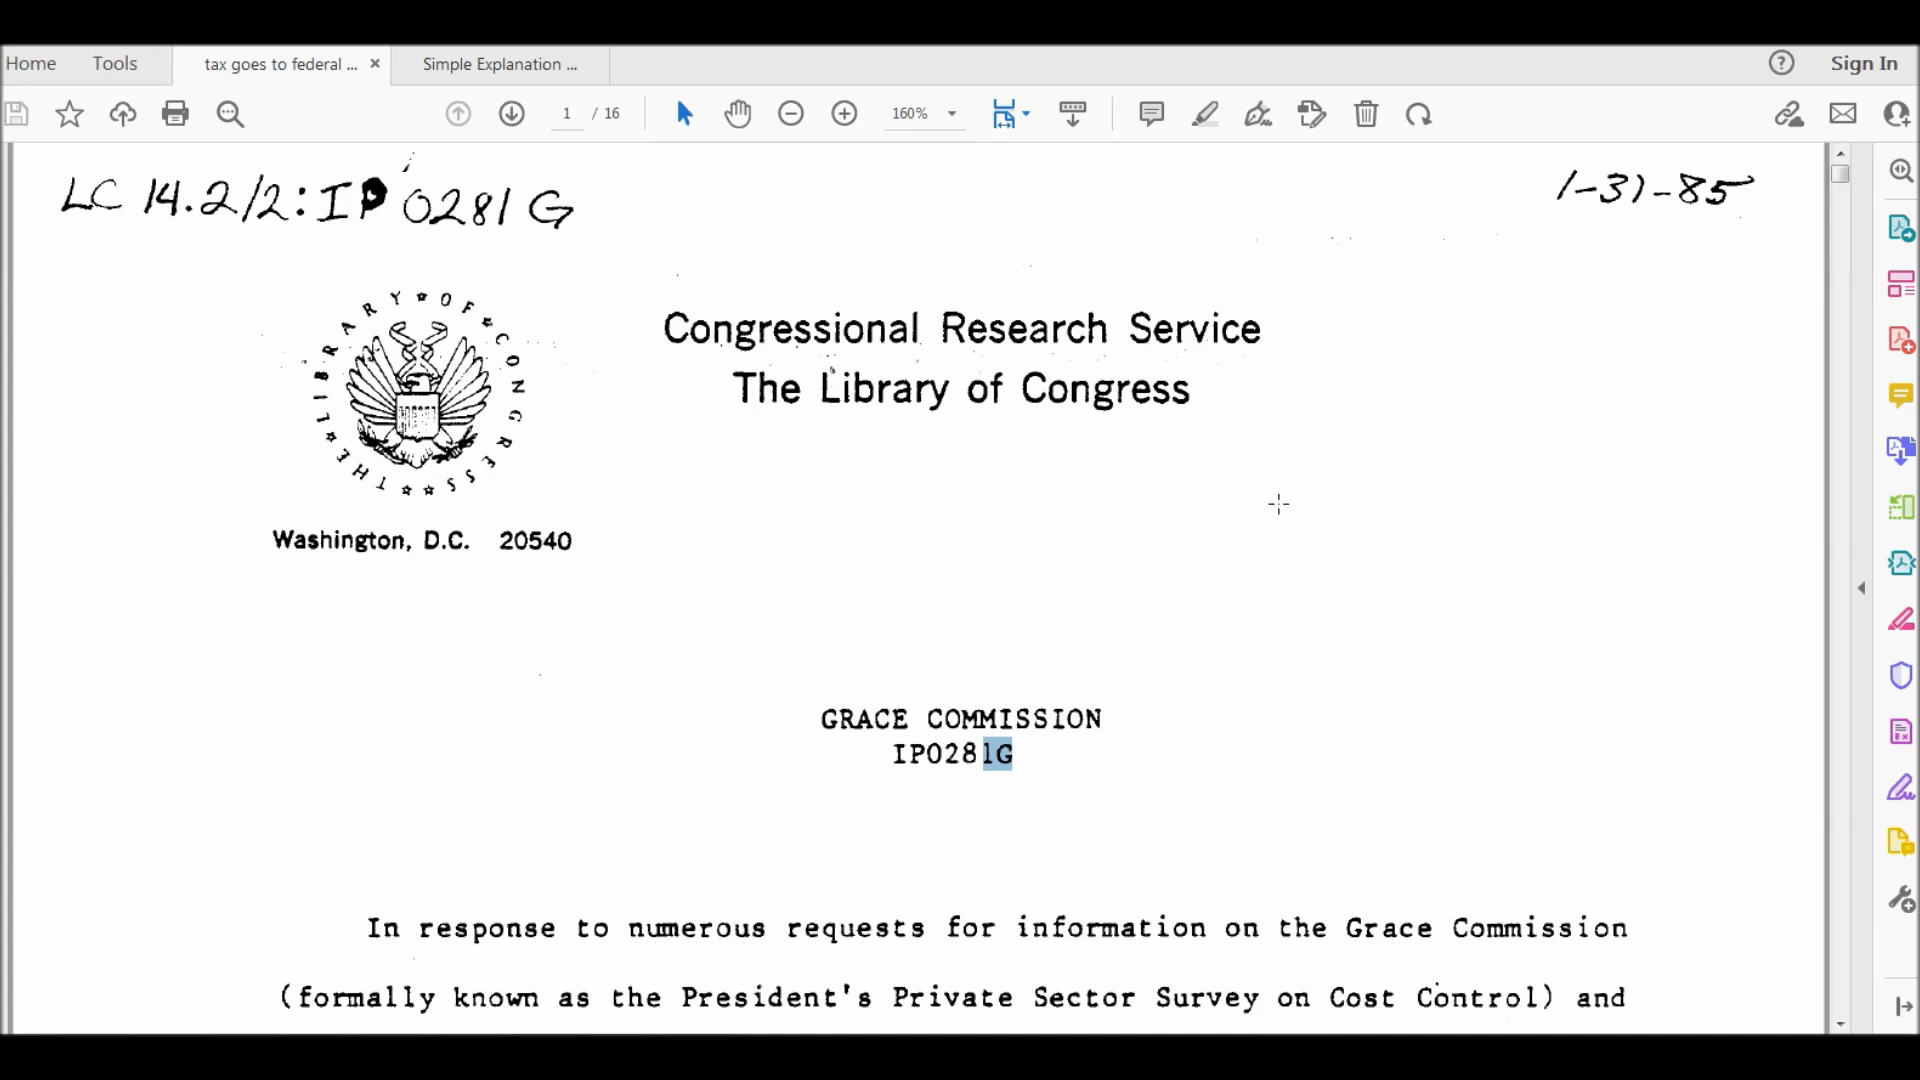 Home Tools tax goes to federal ... × Simple Explanation ... Sign In
1 / 16 160%
LC 14.2/2: IP 0281 G 1-31-85
THE LIBRARY OF CONGRESS
Congressional Research Service
The Library of Congress
Washington, D.C. 20540
GRACE COMMISSION
IP0281G
In response to numerous requests for information on the Grace Commission
(formally known as the President's Private Sector Survey on Cost Control) and